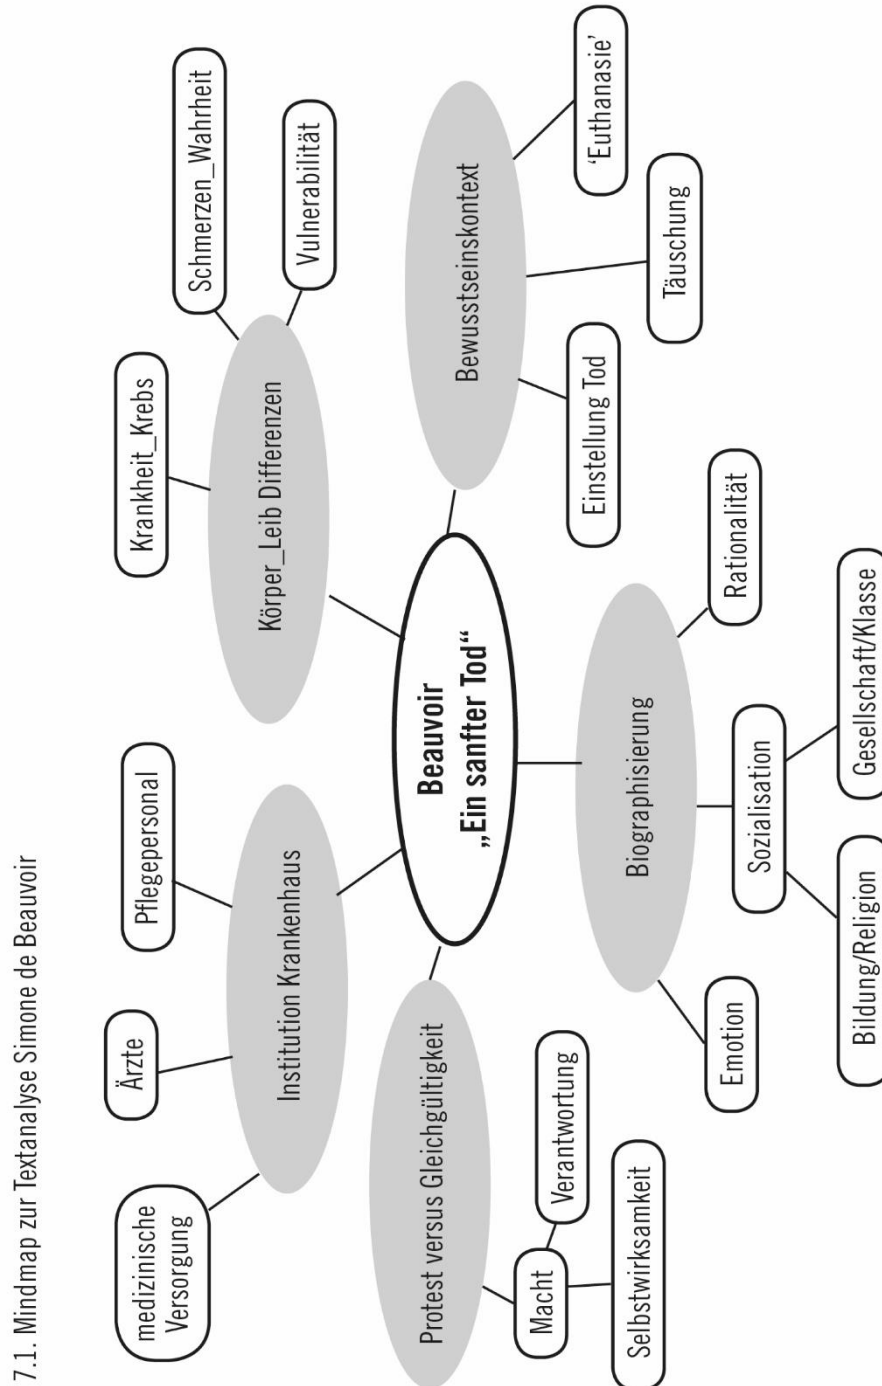 7.1. Mindmap zur Textanalyse Simone de Beauvoir
medizinische
Versorgung
Ärzte
Pflegepersonal
Institution Krankenhaus
Krankheit_Krebs
Schmerzen_Wahrheit
Vulnerabilität
Körper_Leib Differenzen
Protest versus Gleichgültigkeit
Macht
Verantwortung
Selbstwirksamkeit
Beauvoir
„Ein sanfter Tod“
Bewusstseinskontext
Einstellung Tod
Täuschung
‘Euthanasie’
Biographisierung
Emotion
Sozialisation
Rationalität
Bildung/Religion
Gesellschaft/Klasse